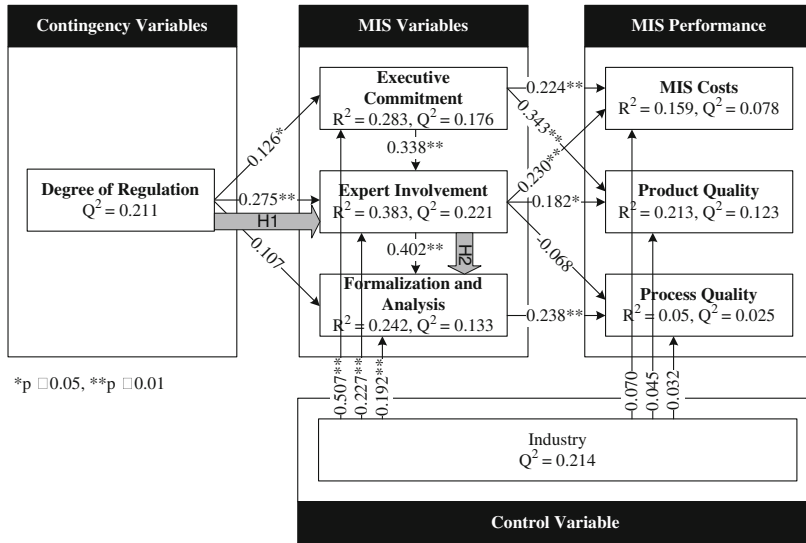 Contingency Variables
MIS Variables
MIS Performance
Executive
Commitment
R² = 0.283, Q² = 0.176
0.224**
MIS Costs
R² = 0.159, Q² = 0.078
0.126*
0.338**
0.343**
0.230**
Degree of Regulation
Q² = 0.211
0.275**
H1
Expert Involvement
R² = 0.383, Q² = 0.221
0.182*
Product Quality
R² = 0.213, Q² = 0.123
0.107
0.402**
H2
-0.068
Formalization and
Analysis
R² = 0.242, Q² = 0.133
0.238**
Process Quality
R² = 0.05, Q² = 0.025
*p □0.05, **p □0.01
0.507**
0.227**
0.192**
0.070
0.045
0.032
Industry
Q² = 0.214
Control Variable